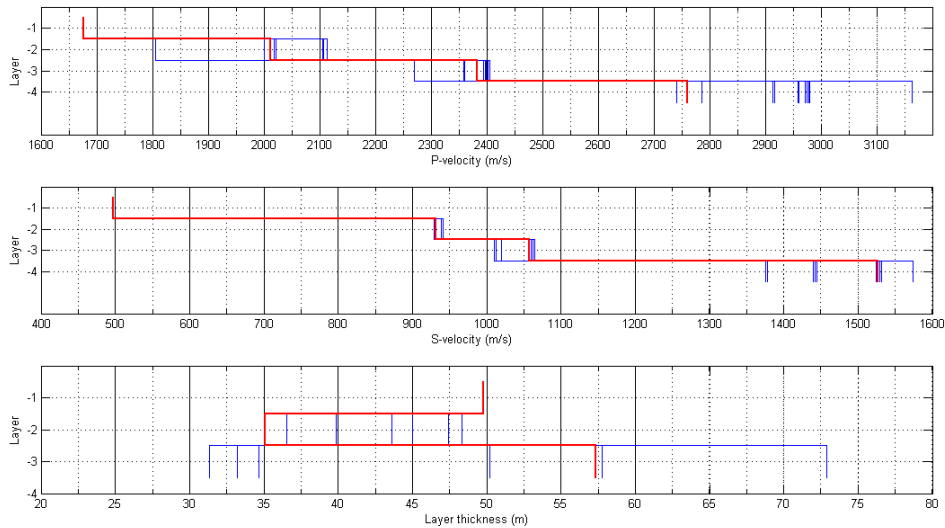 -1
-2
-3
-4
Layer
1600 1700 1800 1900 2000 2100 2200 2300 2400 2500 2600 2700 2800 2900 3000 3100
P-velocity (m/s)
-1
-2
-3
-4
Layer
400 500 600 700 800 900 1000 1100 1200 1300 1400 1500 1600
S-velocity (m/s)
-1
-2
-3
-4
Layer
20 25 30 35 40 45 50 55 60 65 70 75 80
Layer thickness (m)